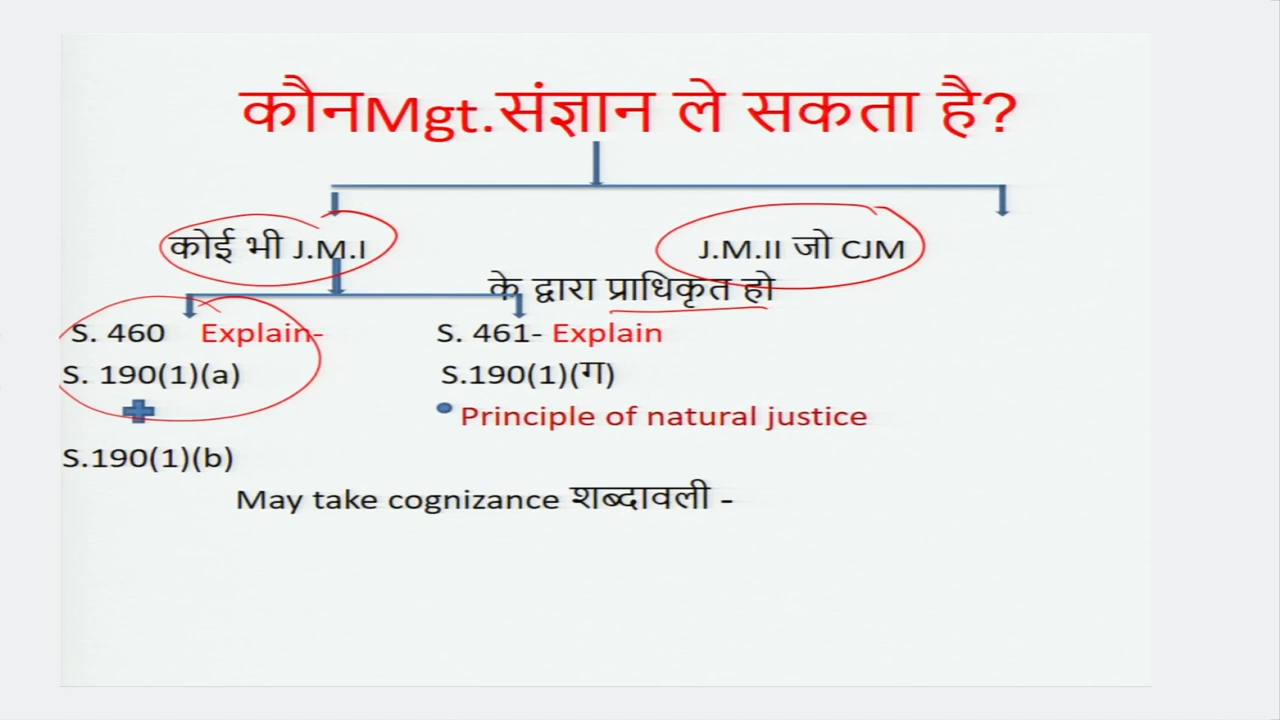 कौनMgt.संज्ञान ले सकता है?
कोई भी J.M.I
J.M.II जो CJM
के द्वारा प्राधिकृत हो
S. 460 Explain-
S. 461- Explain
S. 190(1)(a)
S.190(1)(ग)
Principle of natural justice
S.190(1)(b)
May take cognizance शब्दावली -